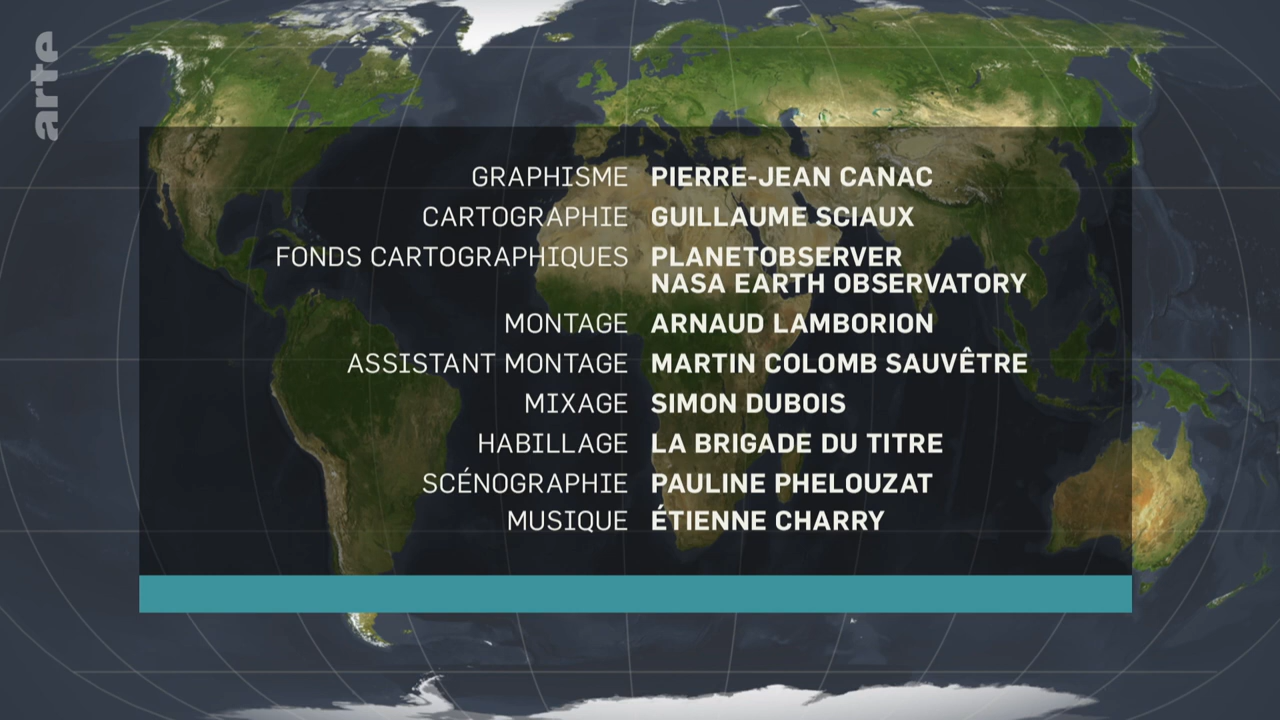 arte
GRAPHISME PIERRE-JEAN CANAC
CARTOGRAPHIE GUILLAUME SCIAUX
FONDS CARTOGRAPHIQUES PLANETOBSERVER
NASA EARTH OBSERVATORY
MONTAGE ARNAUD LAMBORION
ASSISTANT MONTAGE MARTIN COLOMB SAUVÊTRE
MIXAGE SIMON DUBOIS
HABILLAGE LA BRIGADE DU TITRE
SCÉNOGRAPHIE PAULINE PHELOUZAT
MUSIQUE ÉTIENNE CHARRY